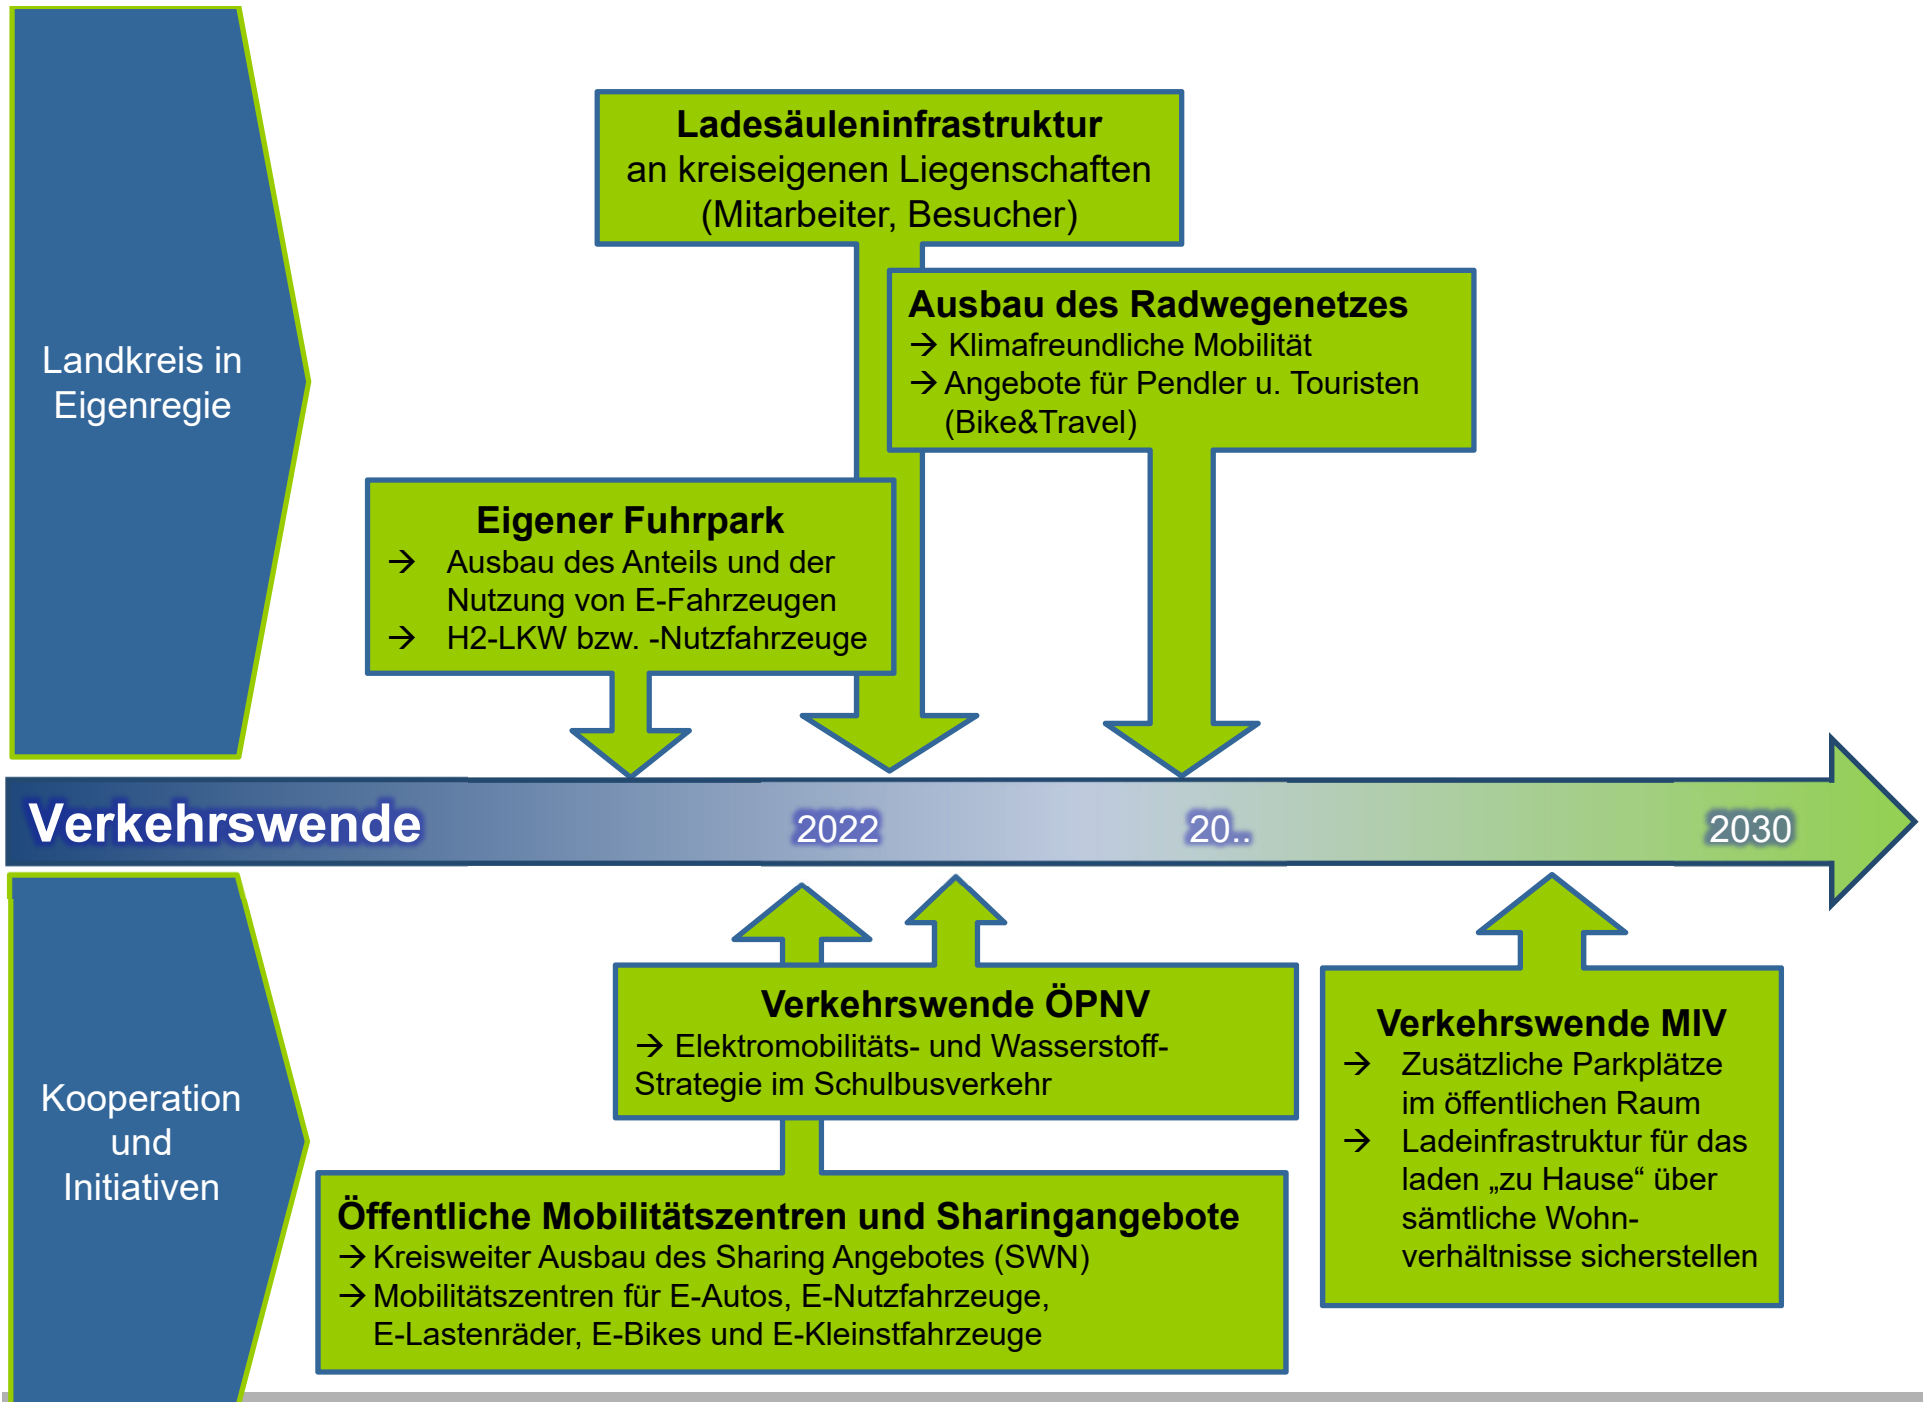 Landkreis in
Eigenregie
Ladesäuleninfrastruktur
an kreiseigenen Liegenschaften
(Mitarbeiter, Besucher)
Ausbau des Radwegenetzes
→ Klimafreundliche Mobilität
→ Angebote für Pendler u. Touristen
(Bike&Travel)
Eigener Fuhrpark
→ Ausbau des Anteils und der
Nutzung von E-Fahrzeugen
→ H2-LKW bzw. -Nutzfahrzeuge
Verkehrswende 2022 20.. 2030
Kooperation
und
Initiativen
Verkehrswende ÖPNV
→ Elektromobilitäts- und Wasserstoff-
Strategie im Schulbusverkehr
Verkehrswende MIV
→ Zusätzliche Parkplätze
im öffentlichen Raum
→ Ladeinfrastruktur für das
laden „zu Hause“ über
sämtliche Wohn-
verhältnisse sicherstellen
Öffentliche Mobilitätszentren und Sharingangebote
→ Kreisweiter Ausbau des Sharing Angebotes (SWN)
→ Mobilitätszentren für E-Autos, E-Nutzfahrzeuge,
E-Lastenräder, E-Bikes und E-Kleinstfahrzeuge